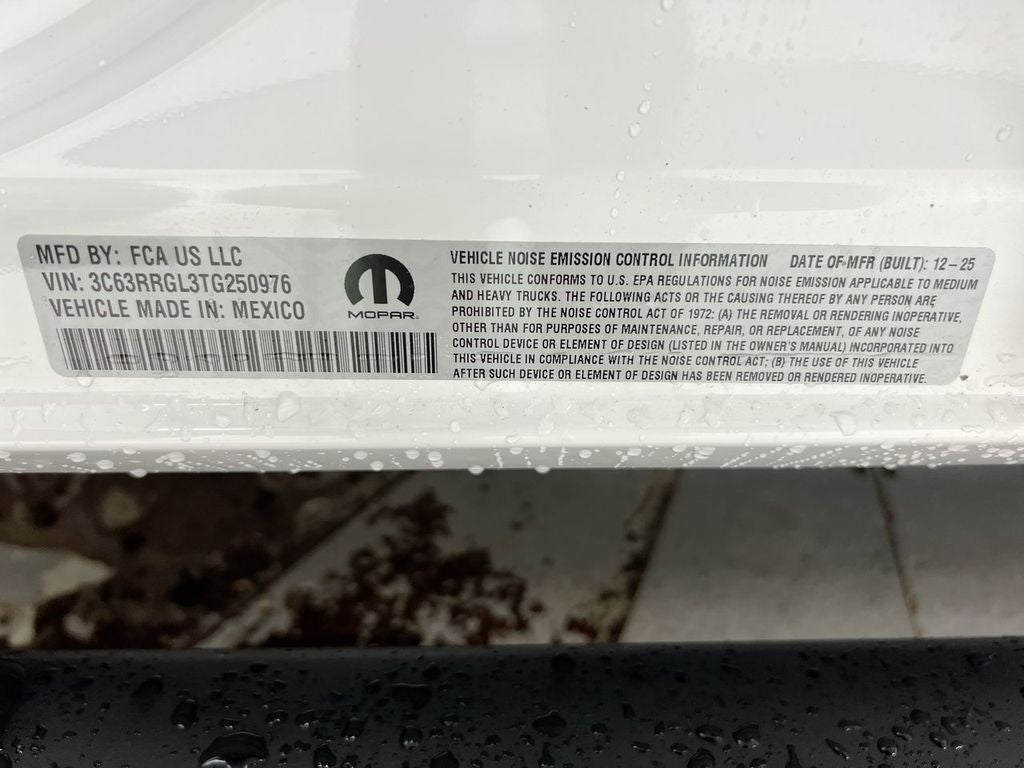 MFD BY: FCA US LLC
VIN: 3C63RRGL3TG250976
VEHICLE MADE IN: MEXICO
MOPAR
VEHICLE NOISE EMISSION CONTROL INFORMATION DATE OF MFR (BUILT): 12-25
THIS VEHICLE CONFORMS TO U.S. EPA REGULATIONS FOR NOISE EMISSION APPLICABLE TO MEDIUM
AND HEAVY TRUCKS. THE FOLLOWING ACTS OR THE CAUSING THEREOF BY ANY PERSON ARE
PROHIBITED BY THE NOISE CONTROL ACT OF 1972: (A) THE REMOVAL OR RENDERING INOPERATIVE,
OTHER THAN FOR PURPOSES OF MAINTENANCE, REPAIR, OR REPLACEMENT, OF ANY NOISE
CONTROL DEVICE OR ELEMENT OF DESIGN (LISTED IN THE OWNER'S MANUAL) INCORPORATED INTO
THIS VEHICLE IN COMPLIANCE WITH THE NOISE CONTROL ACT; (B) THE USE OF THIS VEHICLE
AFTER SUCH DEVICE OR ELEMENT OF DESIGN HAS BEEN REMOVED OR RENDERED INOPERATIVE.